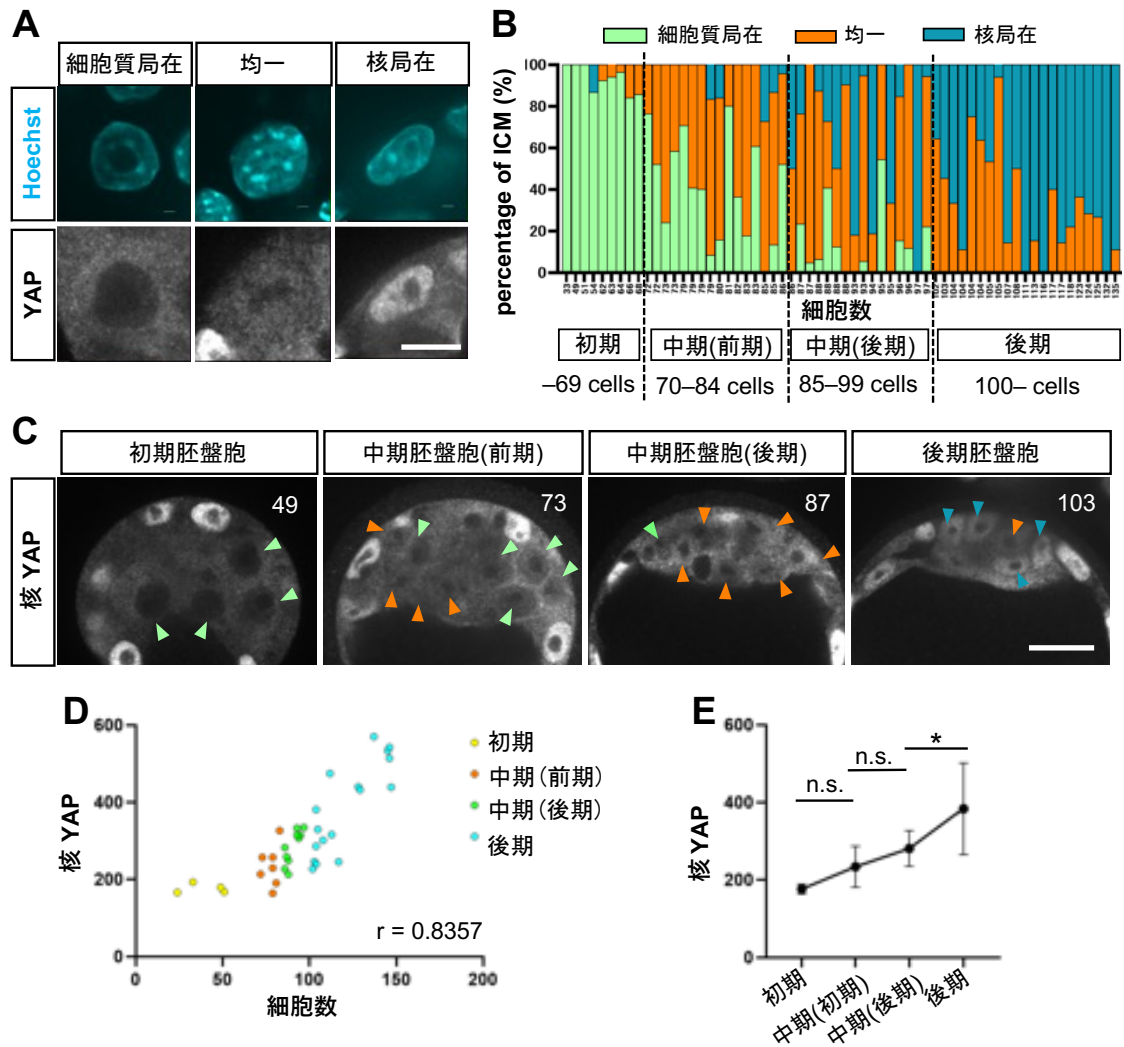 A
細胞質局在 均一 核局在
Hoechst
YAP
B
細胞質局在 均一 核局在
percentage of ICM (%)
100
80
60
40
20
0
細胞数
初期 中期(前期) 中期(後期) 後期
–69 cells 70–84 cells 85–99 cells 100– cells
C
初期胚盤胞 中期胚盤胞(前期) 中期胚盤胞(後期) 後期胚盤胞
核 YAP
49 73 87 103
D
核 YAP
600
400
200
0
0 50 100 150 200
細胞数
初期
中期(前期)
中期(後期)
後期
r = 0.8357
E
核 YAP
600
400
200
0
n.s.
n.s.
*
初期
中期(初期)
中期(後期)
後期